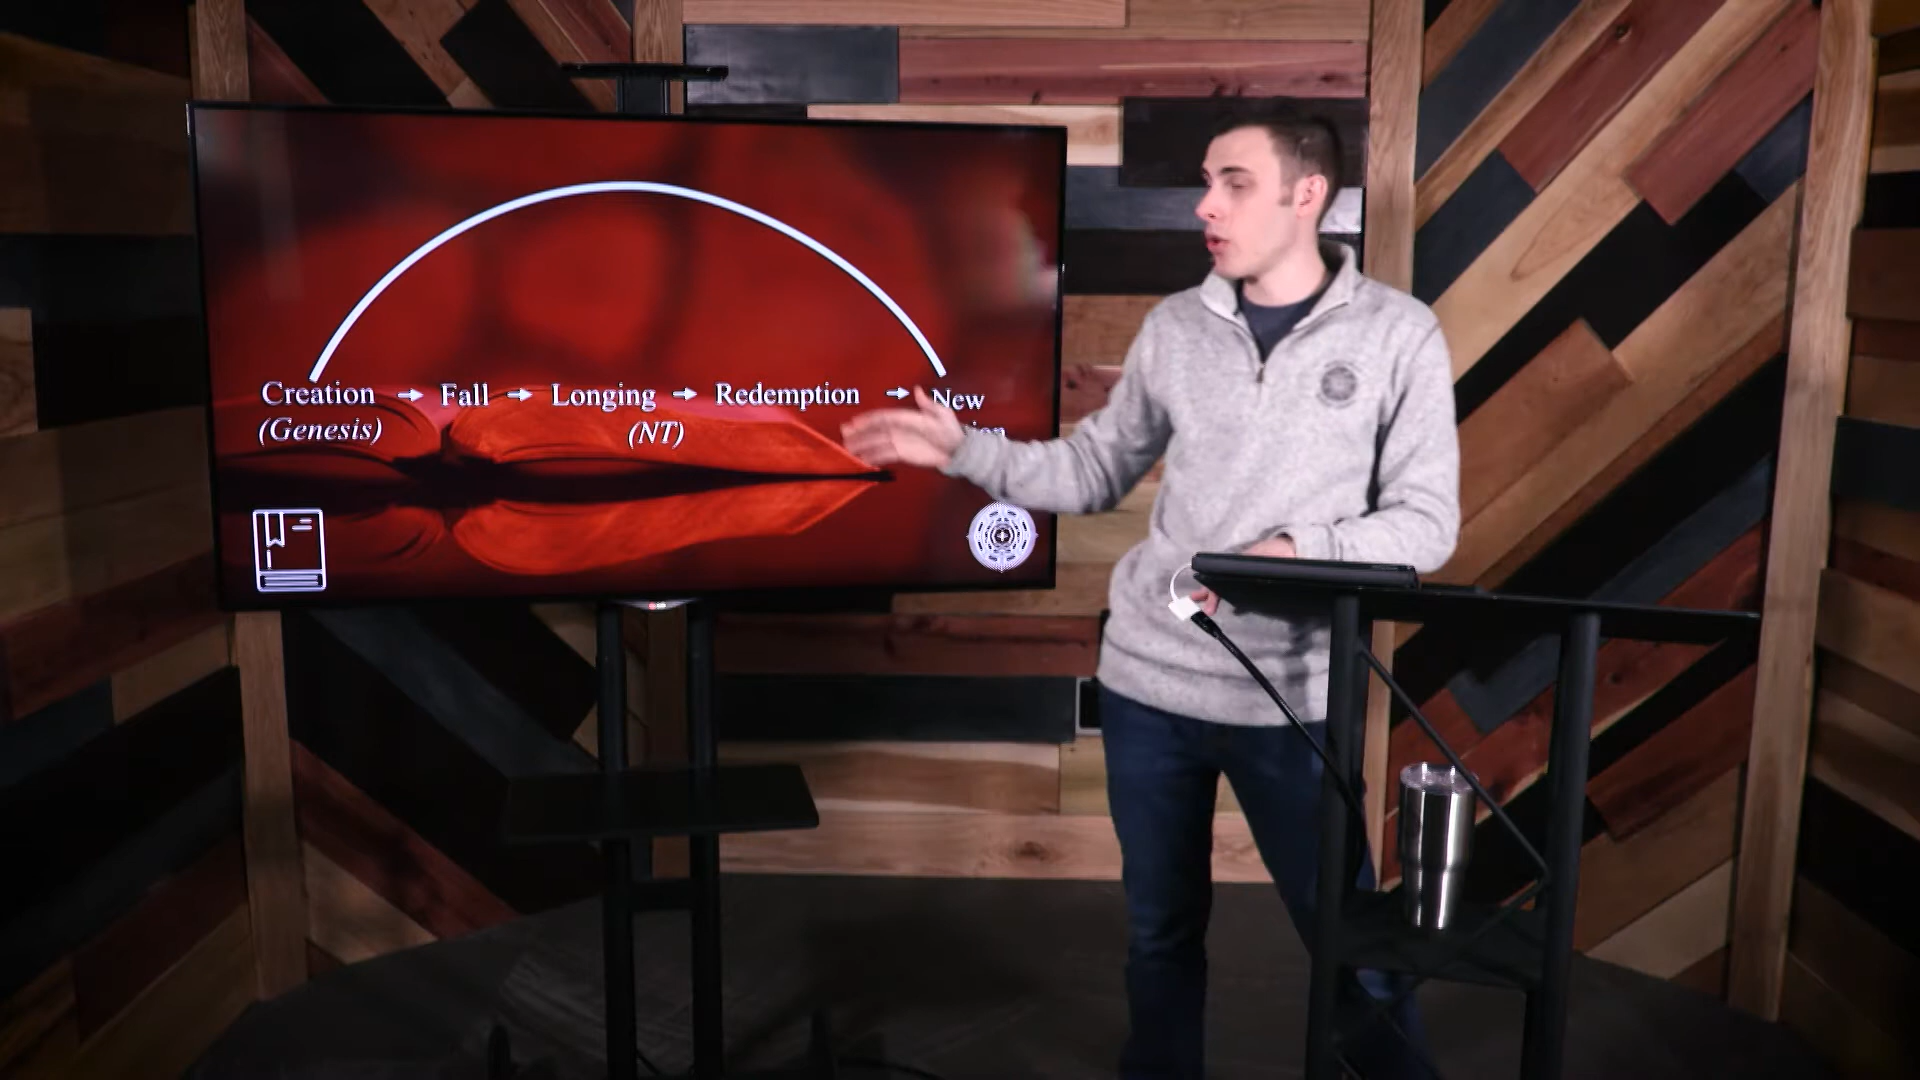 Creation → Fall → Longing → Redemption → New
(Genesis) (NT)